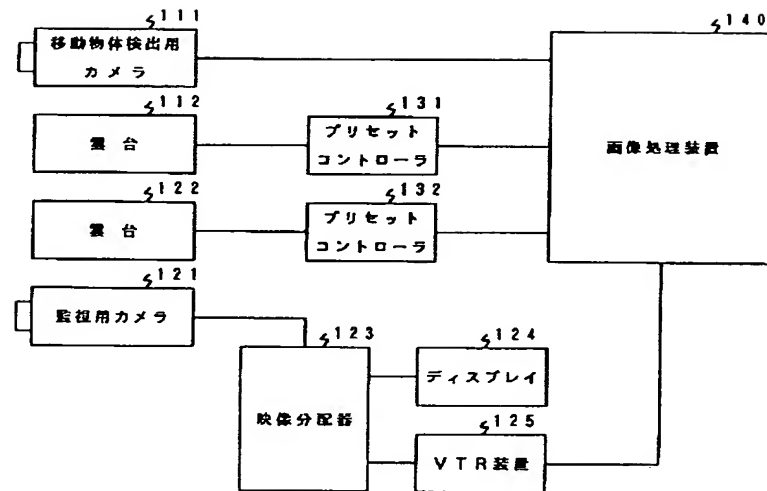 111
移動物体検出用
カメラ
140
112
雲台
131
プリセット
コントローラ
画像処理装置
122
雲台
132
プリセット
コントローラ
121
監視用カメラ
123
映像分配器
124
ディスプレイ
125
VTR装置